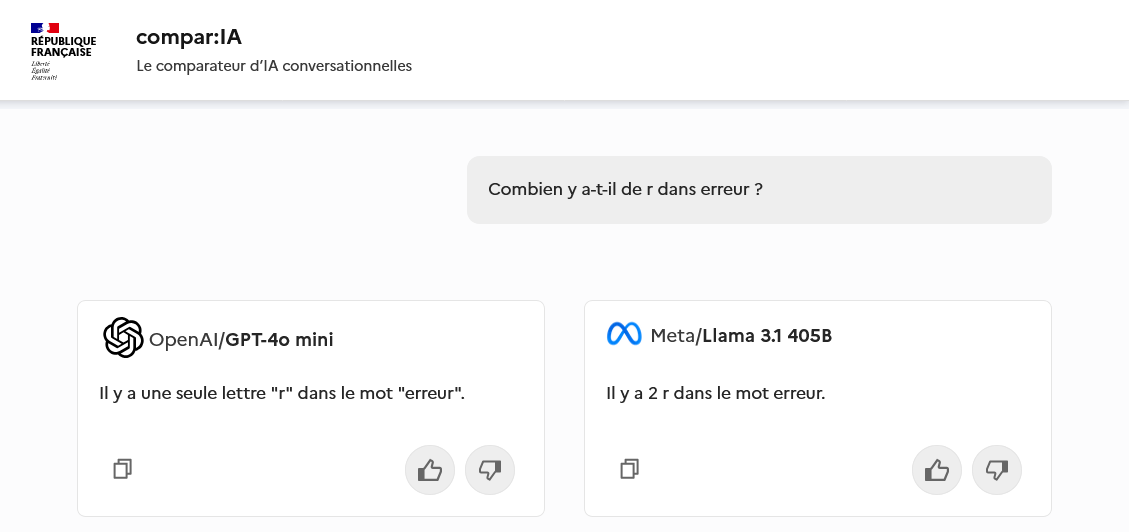 RÉPUBLIQUE
FRANÇAISE
Liberté
Égalité
Fraternité
compar:IA
Le comparateur d’IA conversationnelles
Combien y a-t-il de r dans erreur ?
OpenAI/GPT-4o mini
Il y a une seule lettre "r" dans le mot "erreur".
Meta/Llama 3.1 405B
Il y a 2 r dans le mot erreur.